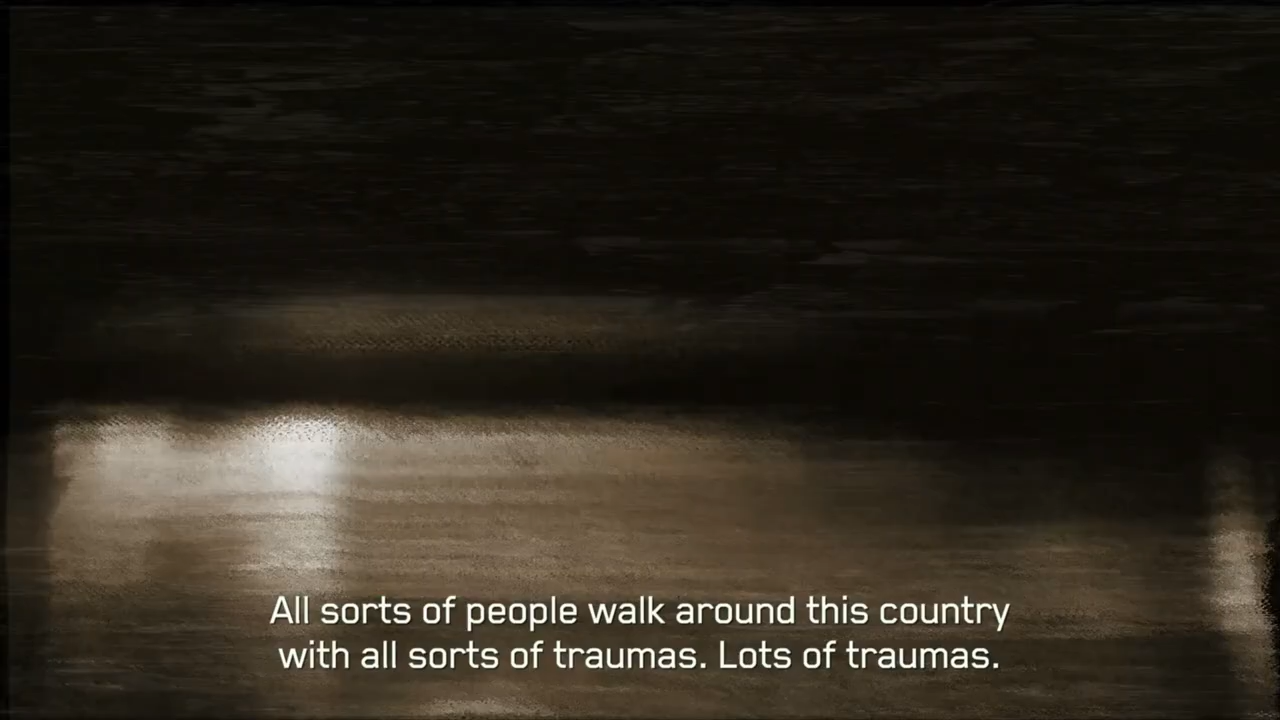 All sorts of people walk around this country
with all sorts of traumas. Lots of traumas.